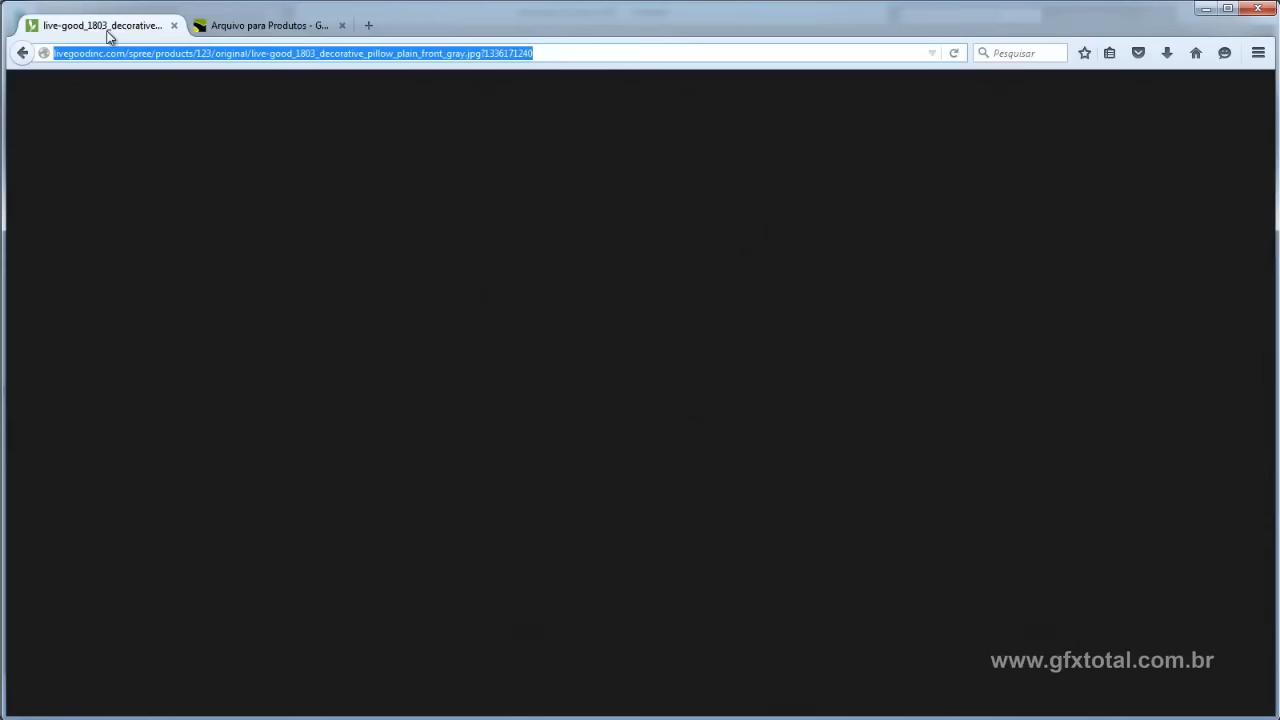 live-good_1803_decorative...
Arquivo para Produtos - G...
livegoodinc.com/spree/products/123/original/live-good_1803_decorative_pillow_plain_front_gray.jpg?1336171240
Pesquisar
www.gfxtotal.com.br